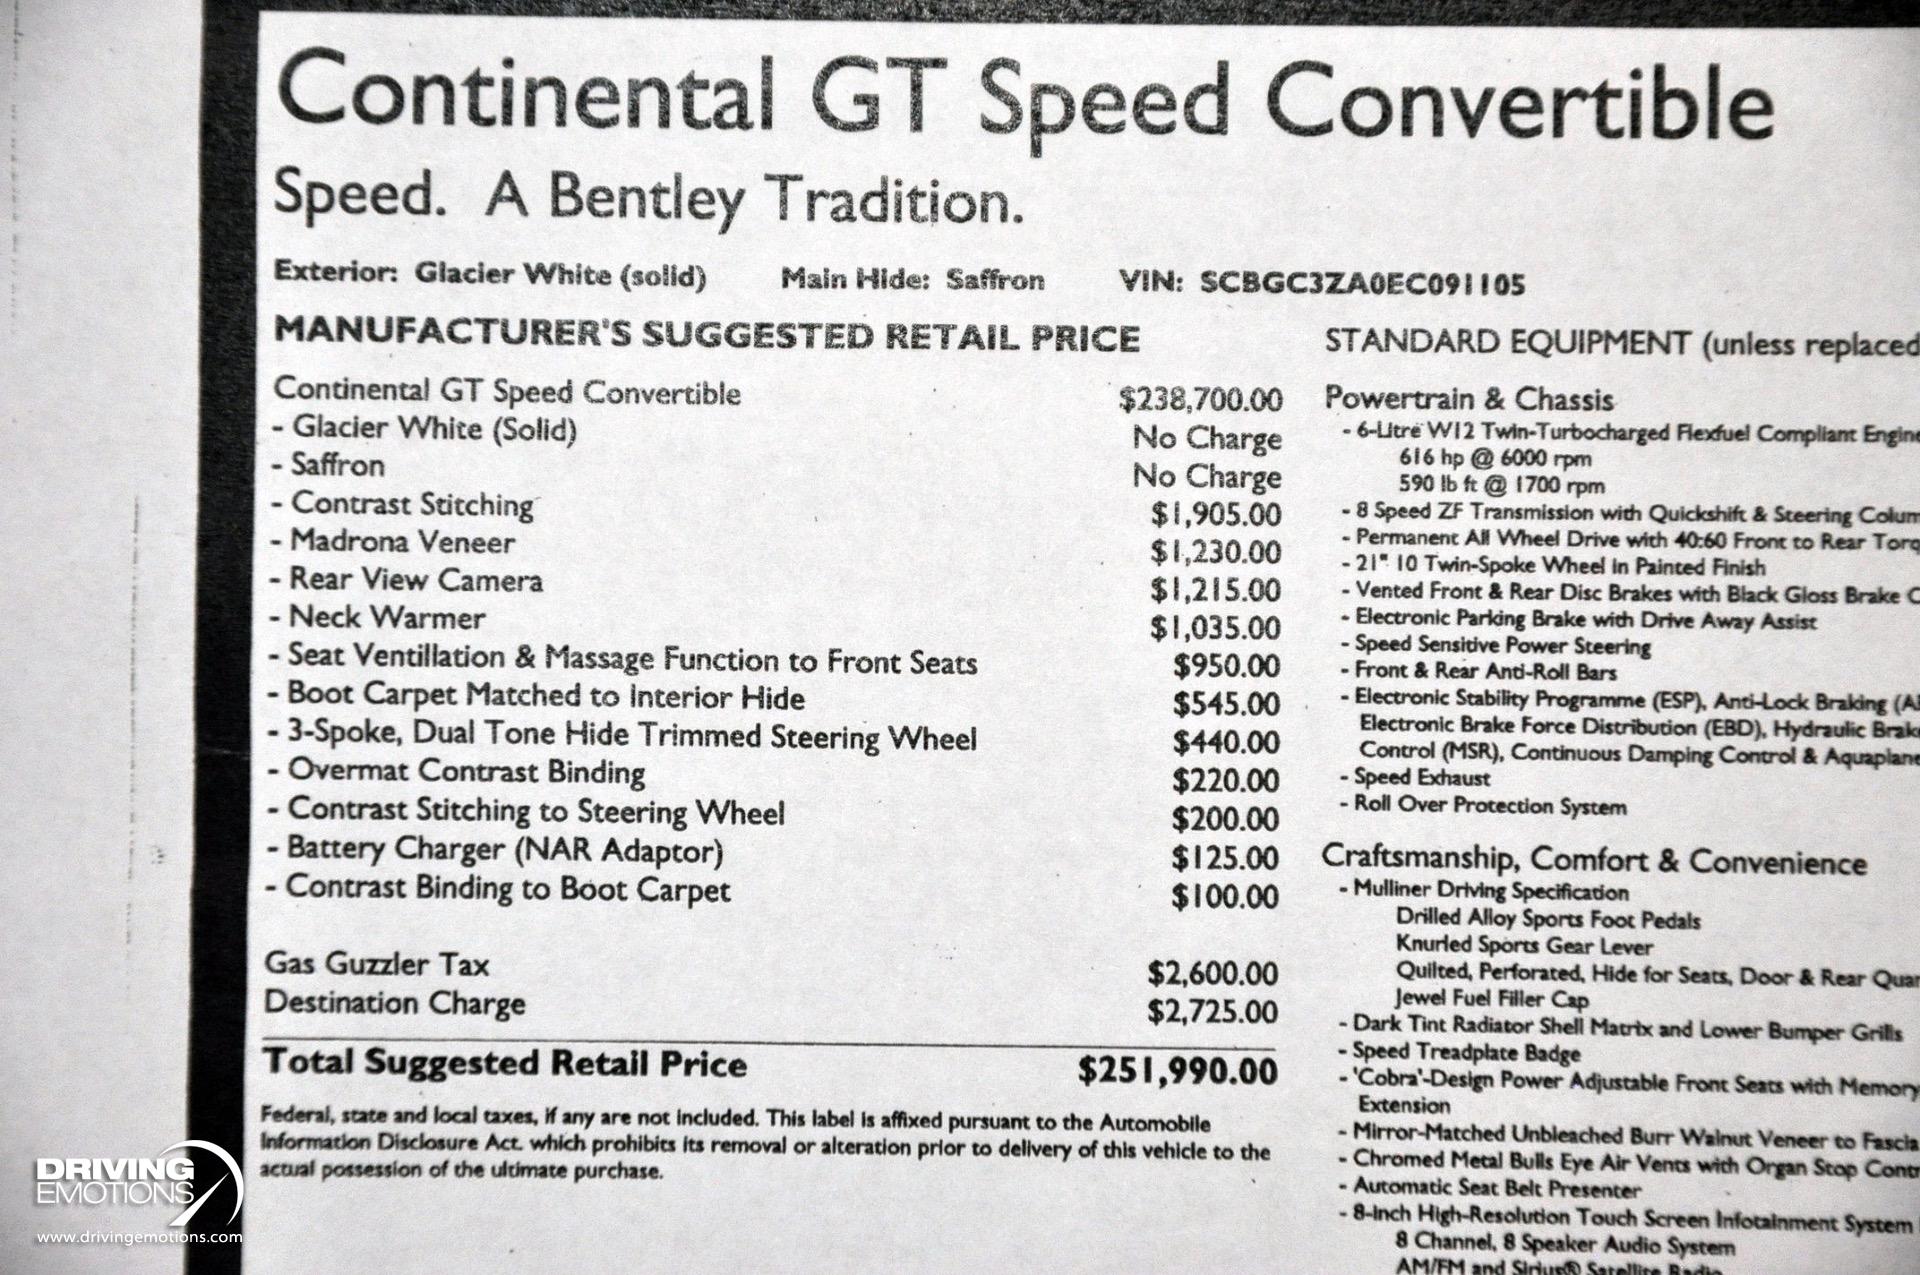 Continental GT Speed Convertible
Speed. A Bentley Tradition.
Exterior: Glacier White (solid) Main Hide: Saffron VIN: SCBGC3ZA0EC091105
MANUFACTURER'S SUGGESTED RETAIL PRICE
Continental GT Speed Convertible $238,700.00
- Glacier White (Solid) No Charge
- Saffron No Charge
- Contrast Stitching $1,905.00
- Madrona Veneer $1,230.00
- Rear View Camera $1,215.00
- Neck Warmer $1,035.00
- Seat Ventillation & Massage Function to Front Seats $950.00
- Boot Carpet Matched to Interior Hide $545.00
- 3-Spoke, Dual Tone Hide Trimmed Steering Wheel $440.00
- Overmat Contrast Binding $220.00
- Contrast Stitching to Steering Wheel $200.00
- Battery Charger (NAR Adaptor) $125.00
- Contrast Binding to Boot Carpet $100.00
Gas Guzzler Tax $2,600.00
Destination Charge $2,725.00
Total Suggested Retail Price $251,990.00
Federal, state and local taxes, if any are not included. This label is affixed pursuant to the Automobile
Information Disclosure Act. which prohibits its removal or alteration prior to delivery of this vehicle to the
actual possession of the ultimate purchase.
STANDARD EQUIPMENT (unless replaced
Powertrain & Chassis
- 6-Litre W12 Twin-Turbocharged Flexfuel Compliant Engine
616 hp @ 6000 rpm
590 lb ft @ 1700 rpm
- 8 Speed ZF Transmission with Quickshift & Steering Colum
- Permanent All Wheel Drive with 40:60 Front to Rear Torq
- 21" 10 Twin-Spoke Wheel in Painted Finish
- Vented Front & Rear Disc Brakes with Black Gloss Brake C
- Electronic Parking Brake with Drive Away Assist
- Speed Sensitive Power Steering
- Front & Rear Anti-Roll Bars
- Electronic Stability Programme (ESP), Anti-Lock Braking (A
Electronic Brake Force Distribution (EBD), Hydraulic Brak
Control (MSR), Continuous Damping Control & Aquaplane
- Speed Exhaust
- Roll Over Protection System
Craftsmanship, Comfort & Convenience
- Mulliner Driving Specification
Drilled Alloy Sports Foot Pedals
Knurled Sports Gear Lever
Quilted, Perforated, Hide for Seats, Door & Rear Quar
Jewel Fuel Filler Cap
- Dark Tint Radiator Shell Matrix and Lower Bumper Grills
- Speed Treadplate Badge
- 'Cobra'-Design Power Adjustable Front Seats with Memory
Extension
- Mirror-Matched Unbleached Burr Walnut Veneer to Fascia
- Chromed Metal Bulls Eye Air Vents with Organ Stop Contr
- Automatic Seat Belt Presenter
- 8-Inch High-Resolution Touch Screen Infotainment System
8 Channel, 8 Speaker Audio System
AM/FM and Sirius® Satellite Radio
DRIVING
EMOTIONS
www.drivingemotions.com